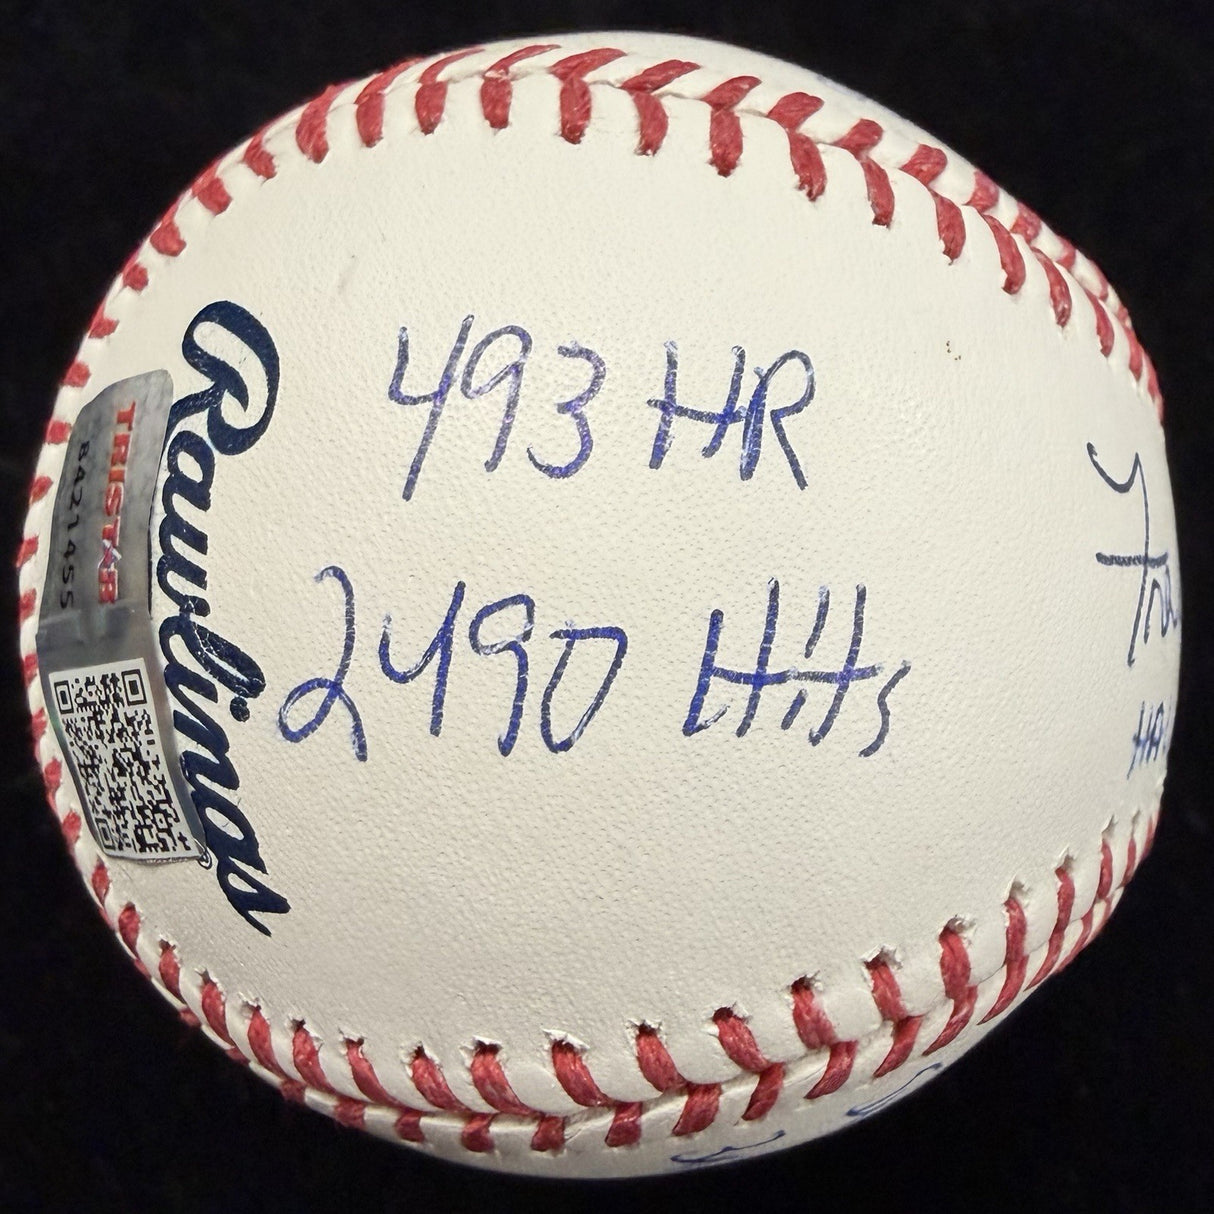 493 HR
2490 Hits
Rawlings
TRISTAR
8421455